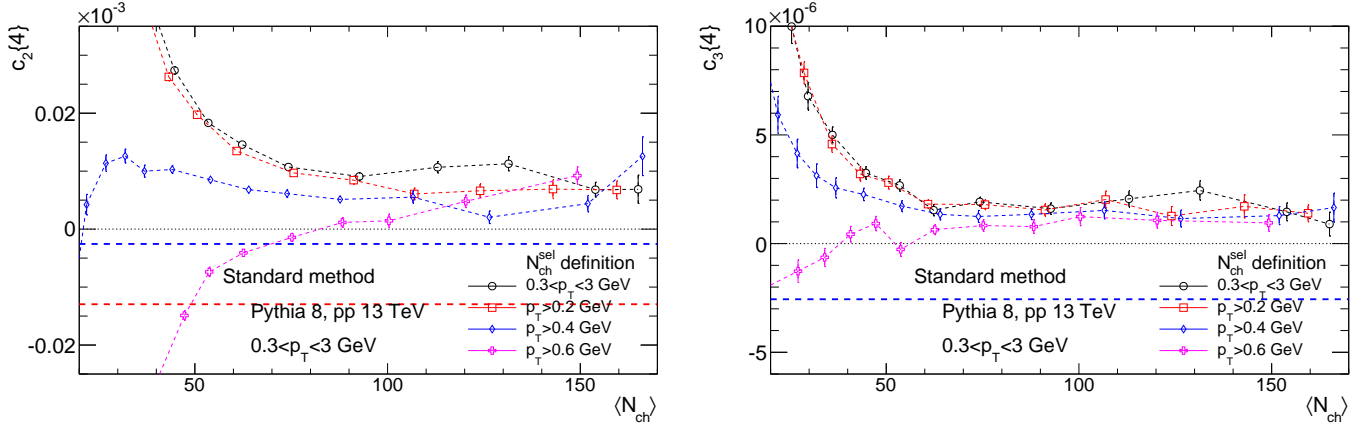 ×10⁻³
c₂{4}
0.02
0
-0.02
Standard method
Pythia 8, pp 13 TeV
0.3<p_T<3 GeV
N_ch^sel definition
0.3<p_T<3 GeV
p_T>0.2 GeV
p_T>0.4 GeV
p_T>0.6 GeV
50 100 150
⟨N_ch⟩
×10⁻⁶
c₃{4}
10
5
0
-5
Standard method
Pythia 8, pp 13 TeV
0.3<p_T<3 GeV
N_ch^sel definition
0.3<p_T<3 GeV
p_T>0.2 GeV
p_T>0.4 GeV
p_T>0.6 GeV
50 100 150
⟨N_ch⟩